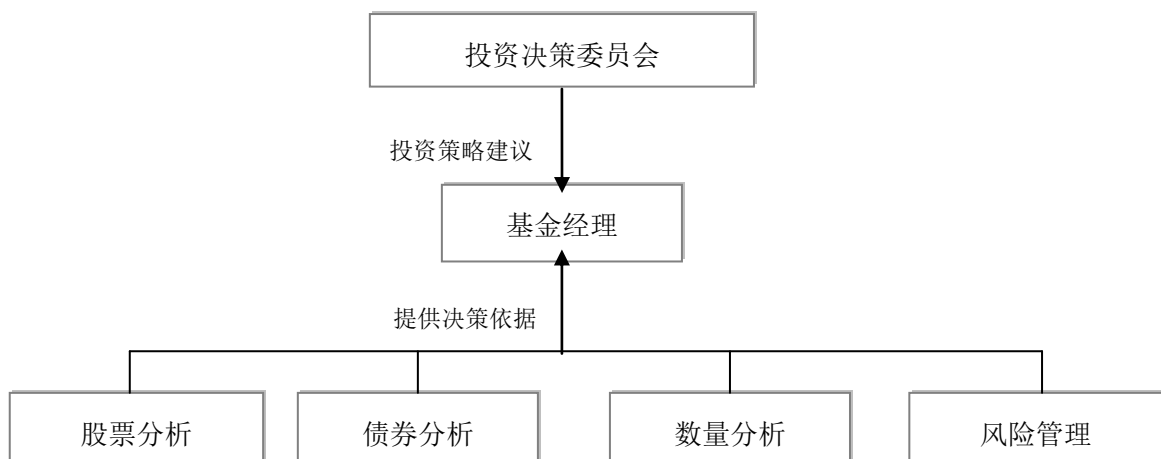 投资决策委员会
投资策略建议
基金经理
提供决策依据
股票分析
债券分析
数量分析
风险管理